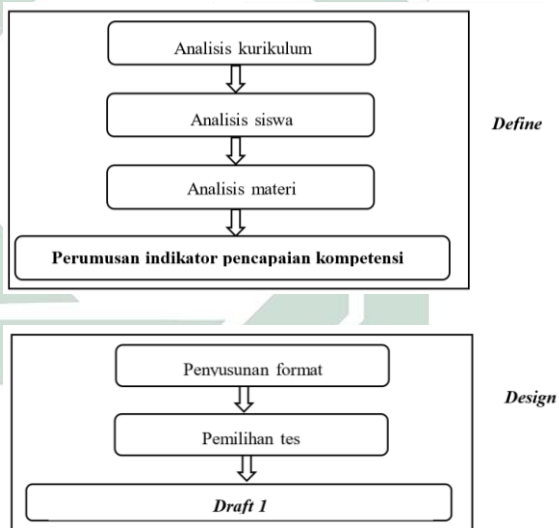 Analisis kurikulum
Analisis siswa
Define
Analisis materi
Perumusan indikator pencapaian kompetensi
Penyusunan format
Design
Pemilihan tes
Draft 1